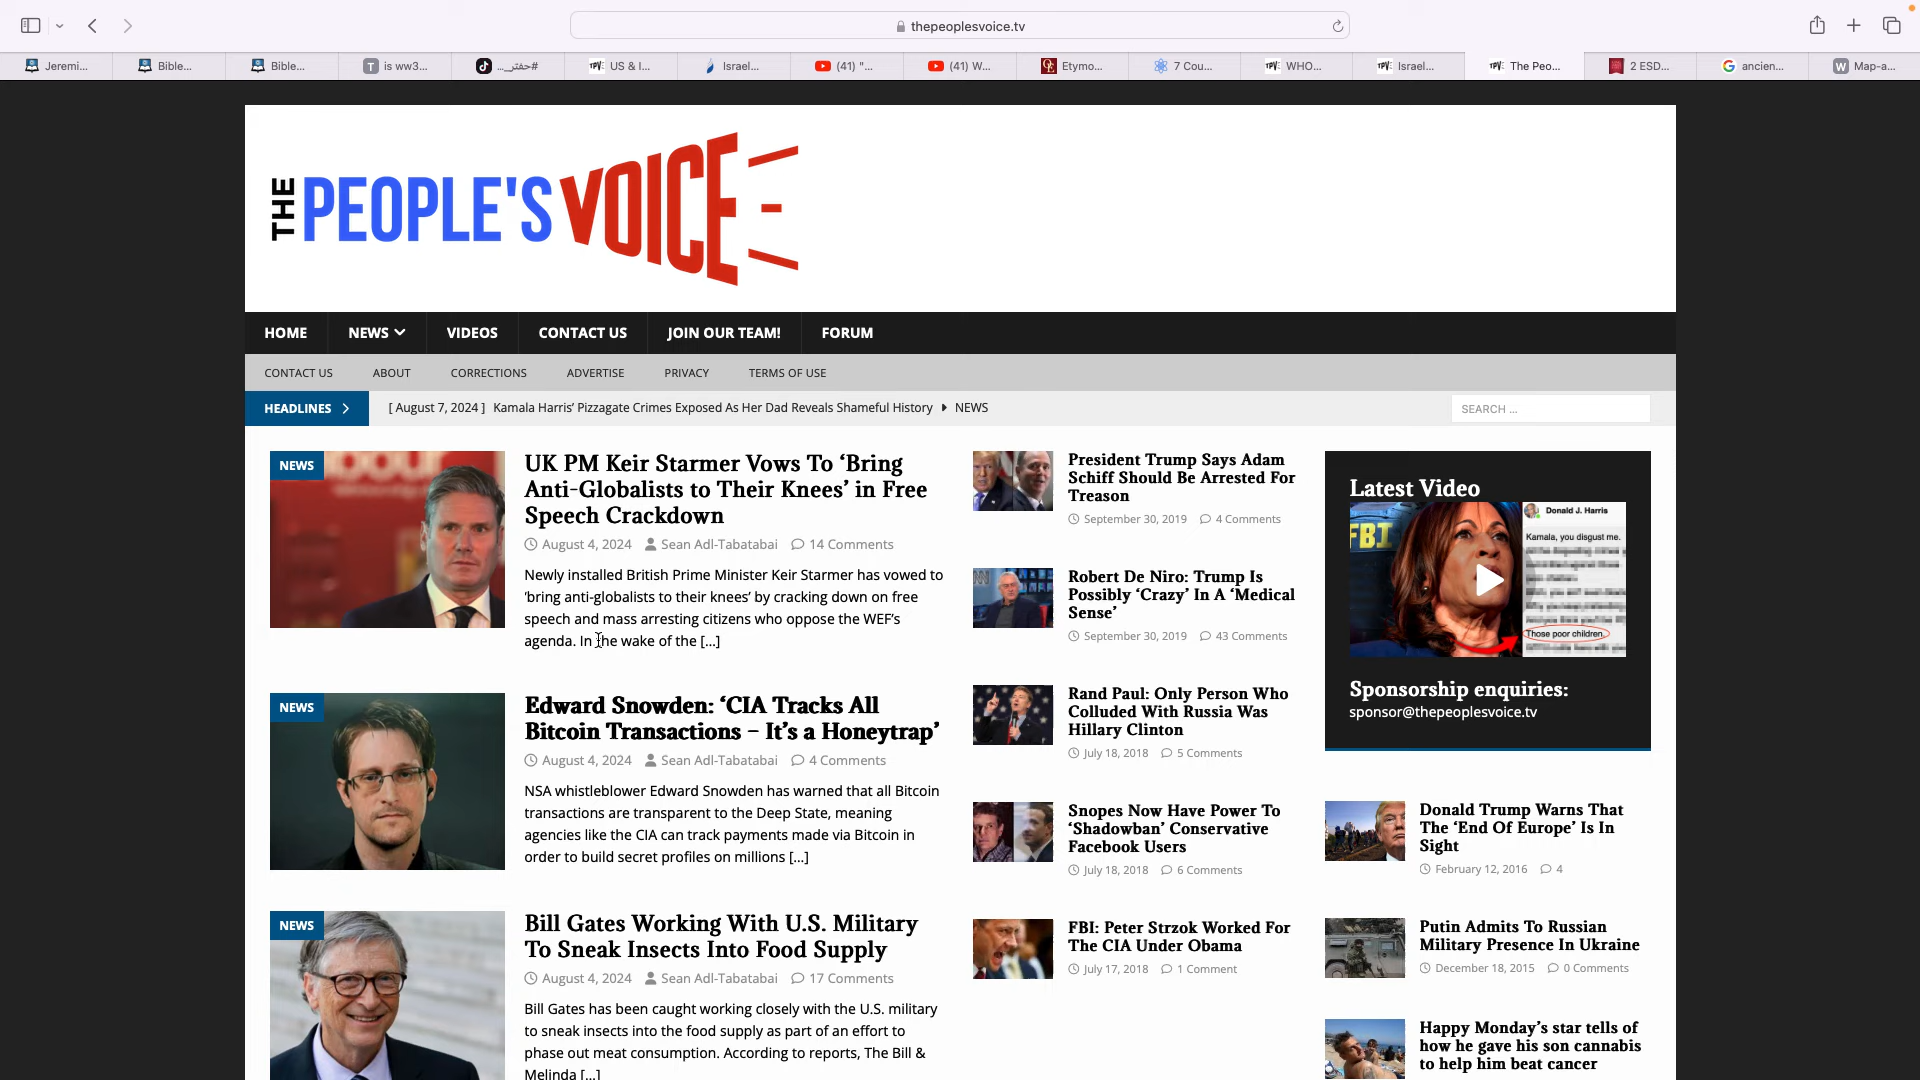 thepeoplesvoice.tv
Jeremi...
Bible...
Bible...
T is ww3...
#حفتر_...
TPV US & I...
Israel...
(41) "...
(41) W...
Etymo...
7 Cou...
TPV WHO...
TPV Israel...
TPV The Peo...
2 ESD...
G ancien...
W Map-a...
THE PEOPLE'S VOICE
HOME
NEWS
VIDEOS
CONTACT US
JOIN OUR TEAM!
FORUM
CONTACT US
ABOUT
CORRECTIONS
ADVERTISE
PRIVACY
TERMS OF USE
HEADLINES
[ August 7, 2024 ] Kamala Harris' Pizzagate Crimes Exposed As Her Dad Reveals Shameful History
NEWS
SEARCH ...
NEWS
UK PM Keir Starmer Vows To ‘Bring
Anti-Globalists to Their Knees’ in Free
Speech Crackdown
August 4, 2024 Sean Adl-Tabatabai 14 Comments
Newly installed British Prime Minister Keir Starmer has vowed to
‘bring anti-globalists to their knees’ by cracking down on free
speech and mass arresting citizens who oppose the WEF’s
agenda. In the wake of the [...]
NEWS
Edward Snowden: ‘CIA Tracks All
Bitcoin Transactions – It’s a Honeytrap’
August 4, 2024 Sean Adl-Tabatabai 4 Comments
NSA whistleblower Edward Snowden has warned that all Bitcoin
transactions are transparent to the Deep State, meaning
agencies like the CIA can track payments made via Bitcoin in
order to build secret profiles on millions [...]
NEWS
Bill Gates Working With U.S. Military
To Sneak Insects Into Food Supply
August 4, 2024 Sean Adl-Tabatabai 17 Comments
Bill Gates has been caught working closely with the U.S. military
to sneak insects into the food supply as part of an effort to
phase out meat consumption. According to reports, The Bill &
Melinda [...]
President Trump Says Adam
Schiff Should Be Arrested For
Treason
September 30, 2019 4 Comments
Robert De Niro: Trump Is
Possibly ‘Crazy’ In A ‘Medical
Sense’
September 30, 2019 43 Comments
Rand Paul: Only Person Who
Colluded With Russia Was
Hillary Clinton
July 18, 2018 5 Comments
Snopes Now Have Power To
‘Shadowban’ Conservative
Facebook Users
July 18, 2018 6 Comments
FBI: Peter Strzok Worked For
The CIA Under Obama
July 17, 2018 1 Comment
Latest Video
FBI
Donald J. Harris
Kamala, you disgust me.
Those poor children.
Sponsorship enquiries:
sponsor@thepeoplesvoice.tv
Donald Trump Warns That
The ‘End Of Europe’ Is In
Sight
February 12, 2016 4
Putin Admits To Russian
Military Presence In Ukraine
December 18, 2015 0 Comments
Happy Monday’s star tells of
how he gave his son cannabis
to help him beat cancer